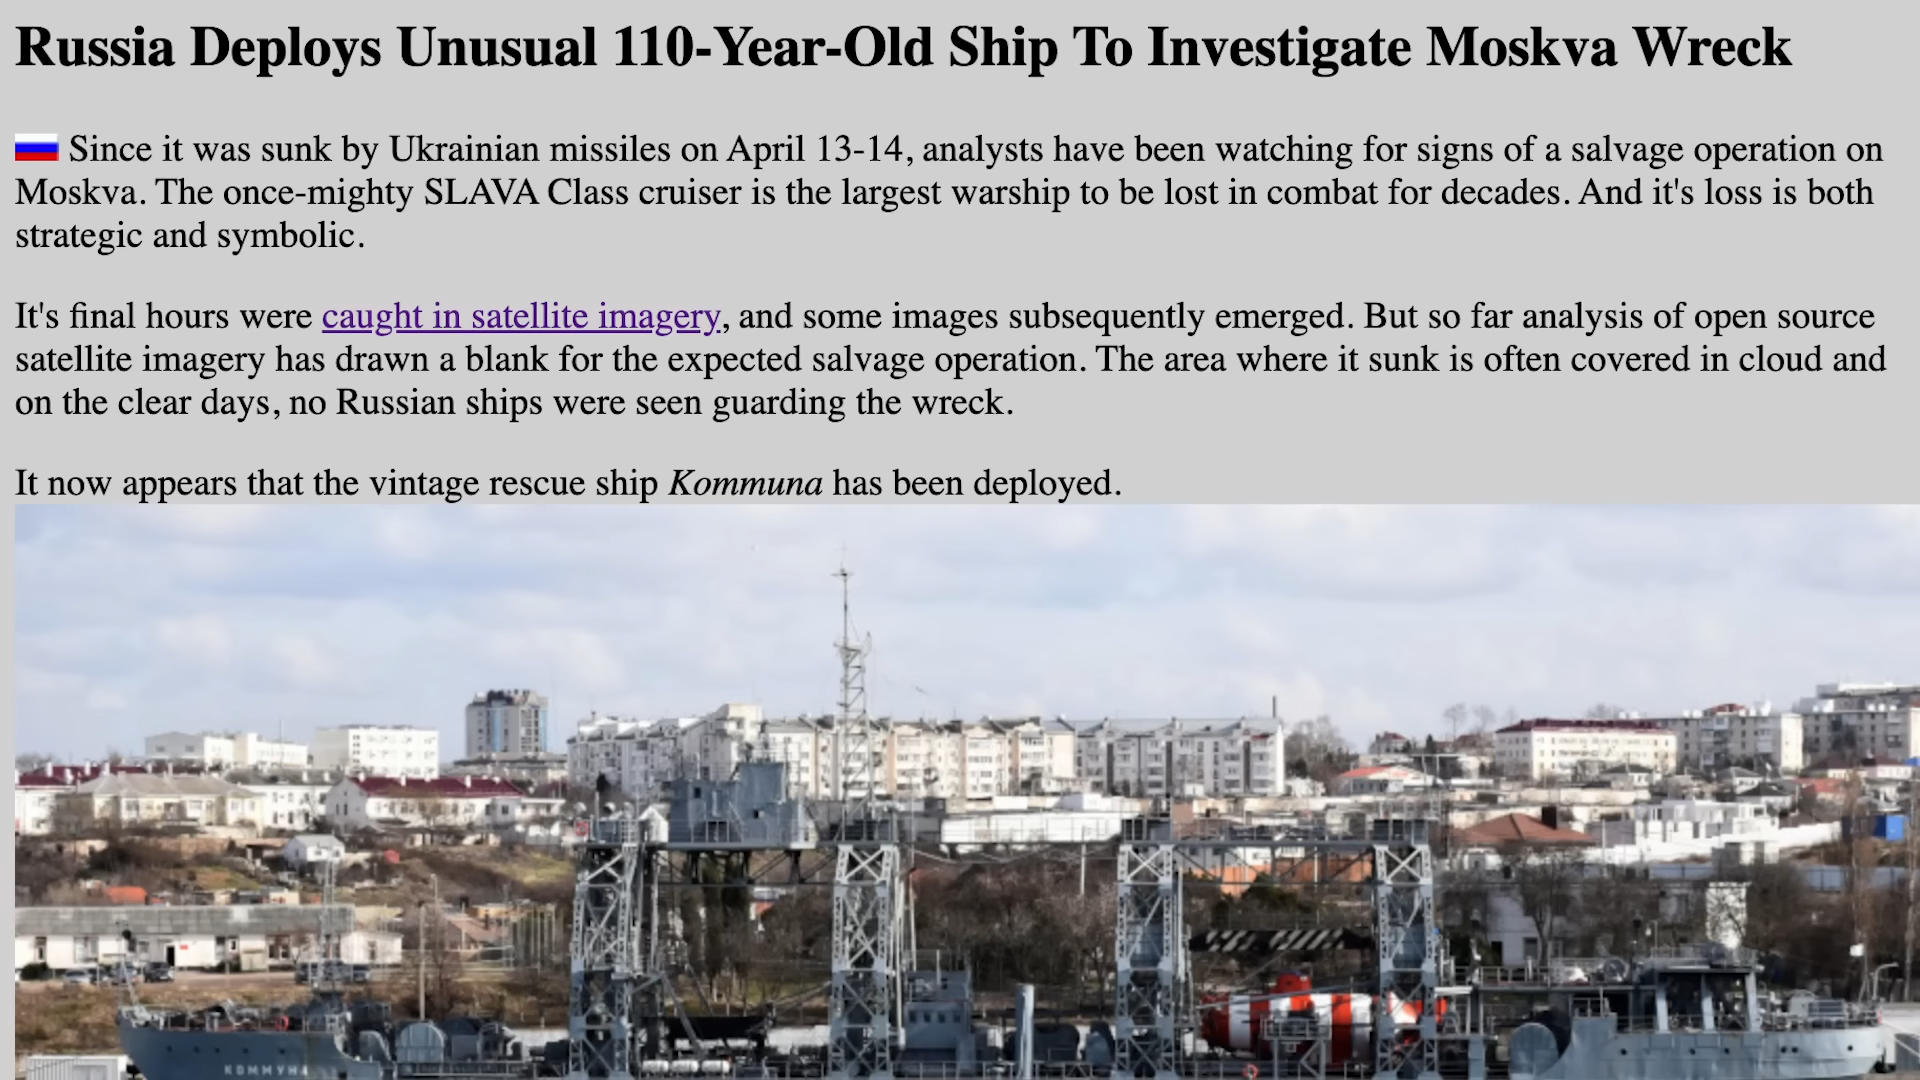 Russia Deploys Unusual 110-Year-Old Ship To Investigate Moskva Wreck
Since it was sunk by Ukrainian missiles on April 13-14, analysts have been watching for signs of a salvage operation on
Moskva. The once-mighty SLAVA Class cruiser is the largest warship to be lost in combat for decades. And it's loss is both
strategic and symbolic.
It's final hours were caught in satellite imagery, and some images subsequently emerged. But so far analysis of open source
satellite imagery has drawn a blank for the expected salvage operation. The area where it sunk is often covered in cloud and
on the clear days, no Russian ships were seen guarding the wreck.
It now appears that the vintage rescue ship Kommuna has been deployed.
КОММУНА